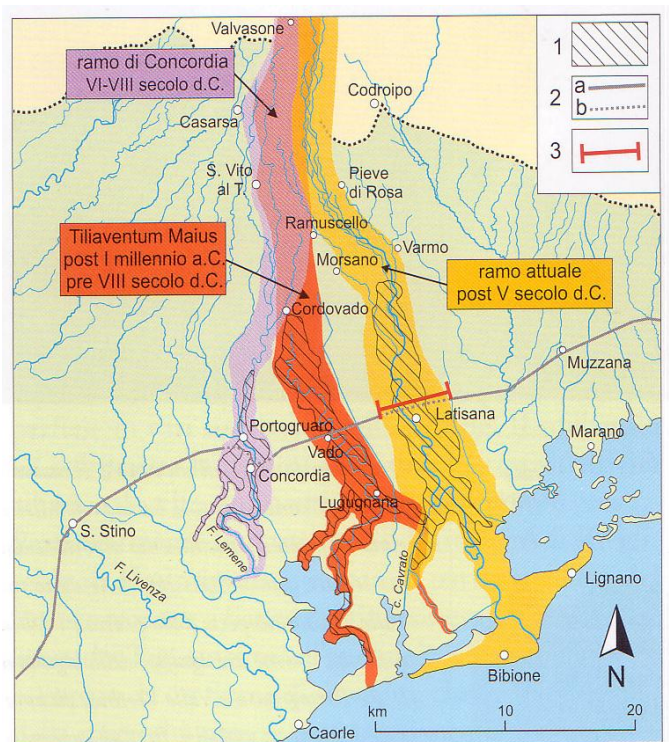 Valvasone
ramo di Concordia
VI-VIII secolo d.C.
1
2
a
b
3
Codroipo
Casarsa
S. Vito
al T.
Pieve
di Rosa
Ramuscello
Tiliaventum Maius
post I millennio a.C.
pre VIII secolo d.C.
Varmo
Morsano
ramo attuale
post V secolo d.C.
Cordovado
Muzzana
Latisana
Portogruaro
Vado
Marano
Concordia
Lugugnana
S. Stino
F. Lemene
F. Livenza
c. Cavrato
Lignano
N
Bibione
Caorle
km
10
20